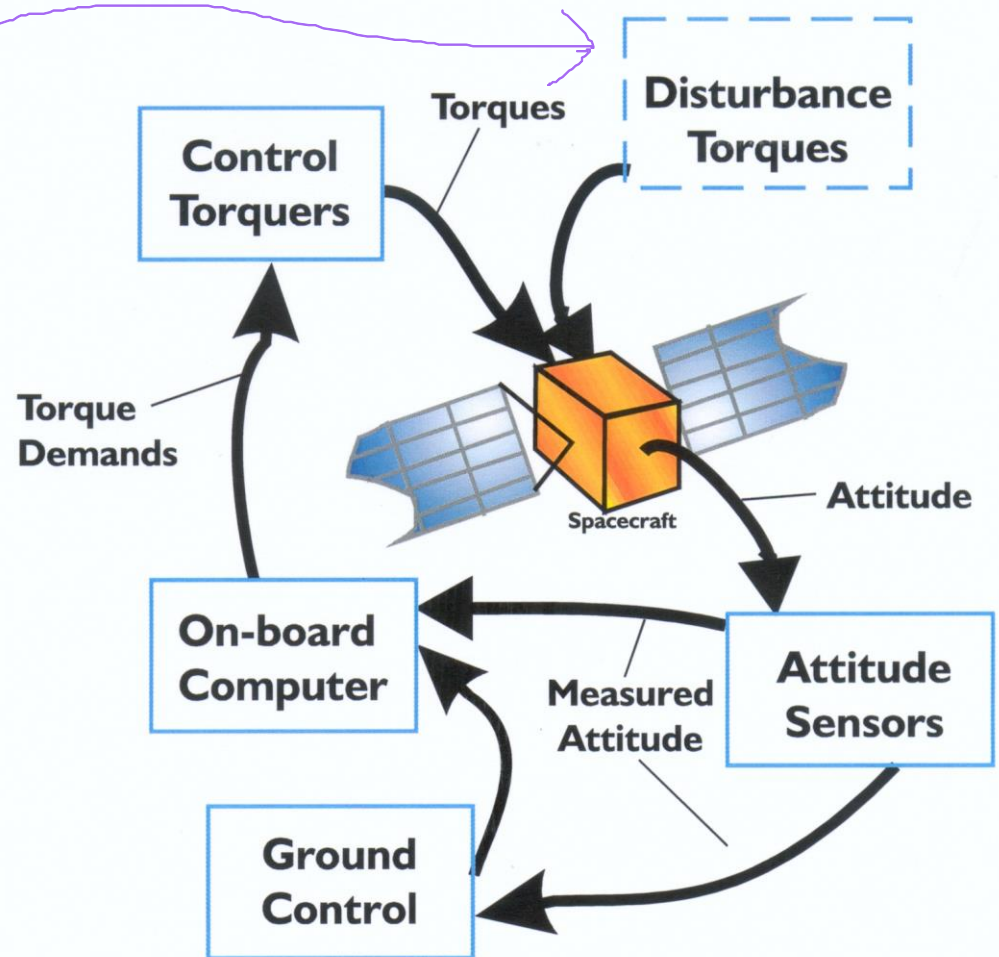 Torques
Disturbance
Torques
Control
Torquers
Torque
Demands
Spacecraft
Attitude
On-board
Computer
Measured
Attitude
Attitude
Sensors
Ground
Control